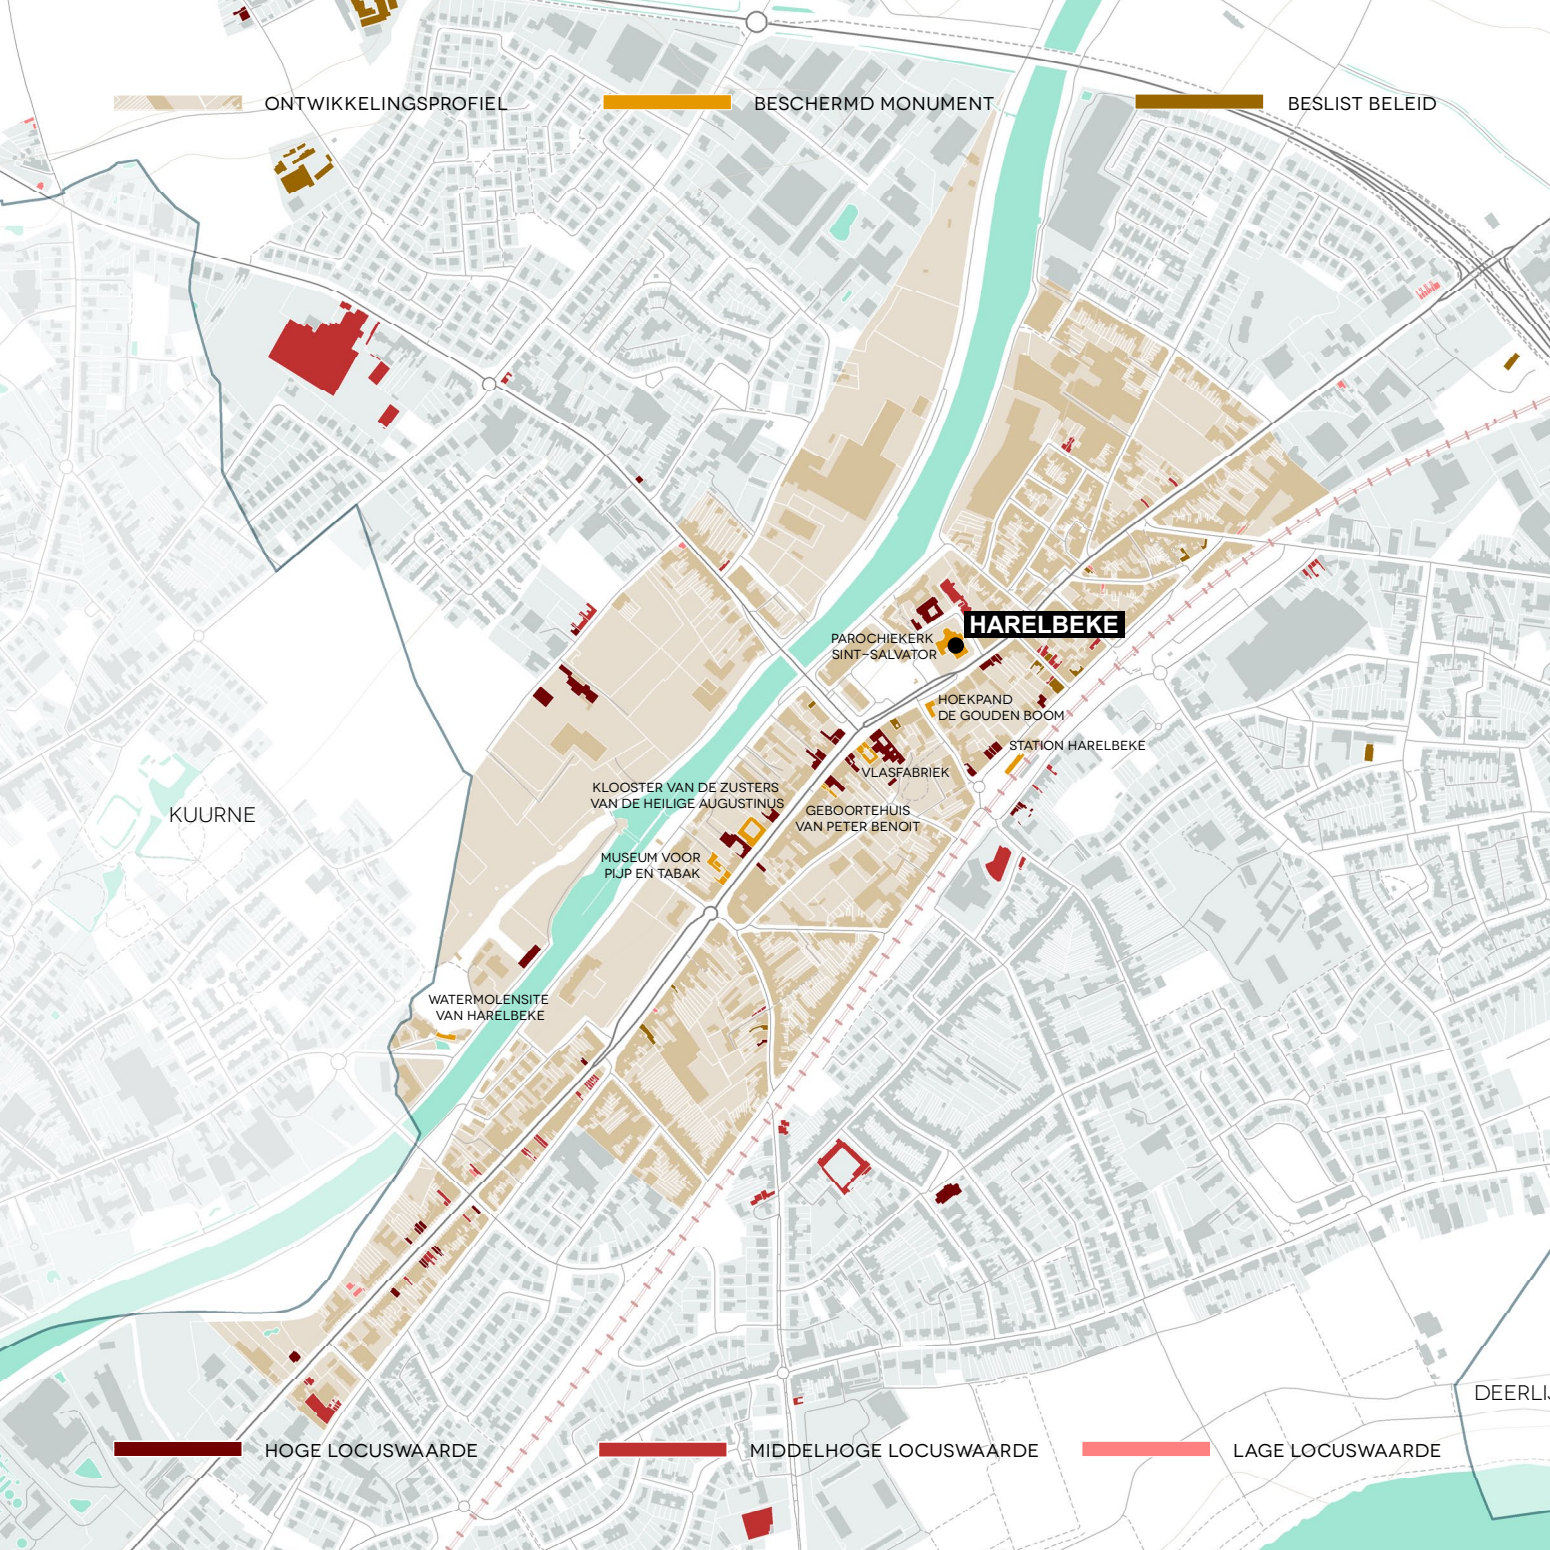 ONTWIKKELINGSPROFIEL
BESCHERMD MONUMENT
BESLIST BELEID
HARELBEKE
PAROCHIEKERK
SINT-SALVATOR
HOEKPAND
DE GOUDEN BOOM
STATION HARELBEKE
VLASFABRIEK
KLOOSTER VAN DE ZUSTERS
VAN DE HEILIGE AUGUSTINUS
GEBOORTEHUIS
VAN PETER BENOIT
KUURNE
MUSEUM VOOR
PIJP EN TABAK
WATERMOLENSITE
VAN HARELBEKE
DEERLIJ
HOGE LOCUSWAARDE
MIDDELHOGE LOCUSWAARDE
LAGE LOCUSWAARDE